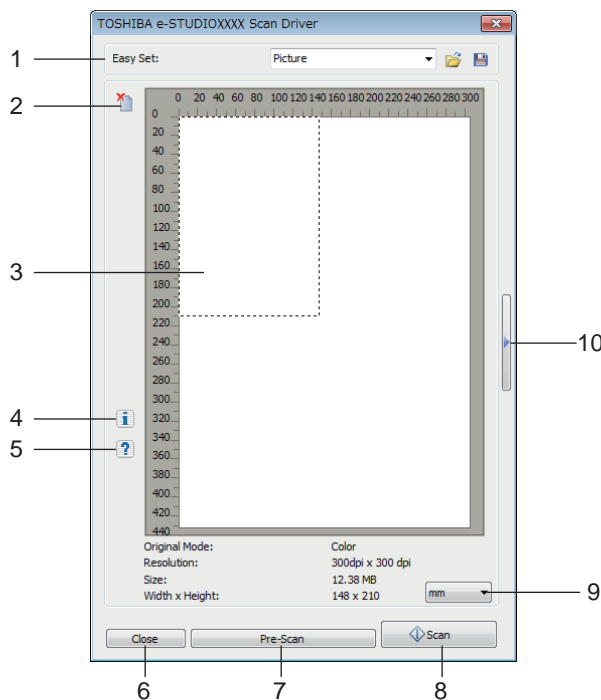 TOSHIBA e-STUDIOXXXX Scan Driver
1
Easy Set:
Picture
2
0 20 40 60 80 100 120 140 160 180 200 220 240 260 280 300
0
20
40
60
80
100
120
140
3
160
180
200
220
240
10
260
280
300
4
i
320
340
5
?
360
380
400
420
440
Original Mode: Color
Resolution: 300dpi x 300 dpi
Size: 12.38 MB
Width x Height: 148 x 210
mm
9
Close
Pre-Scan
Scan
6
7
8